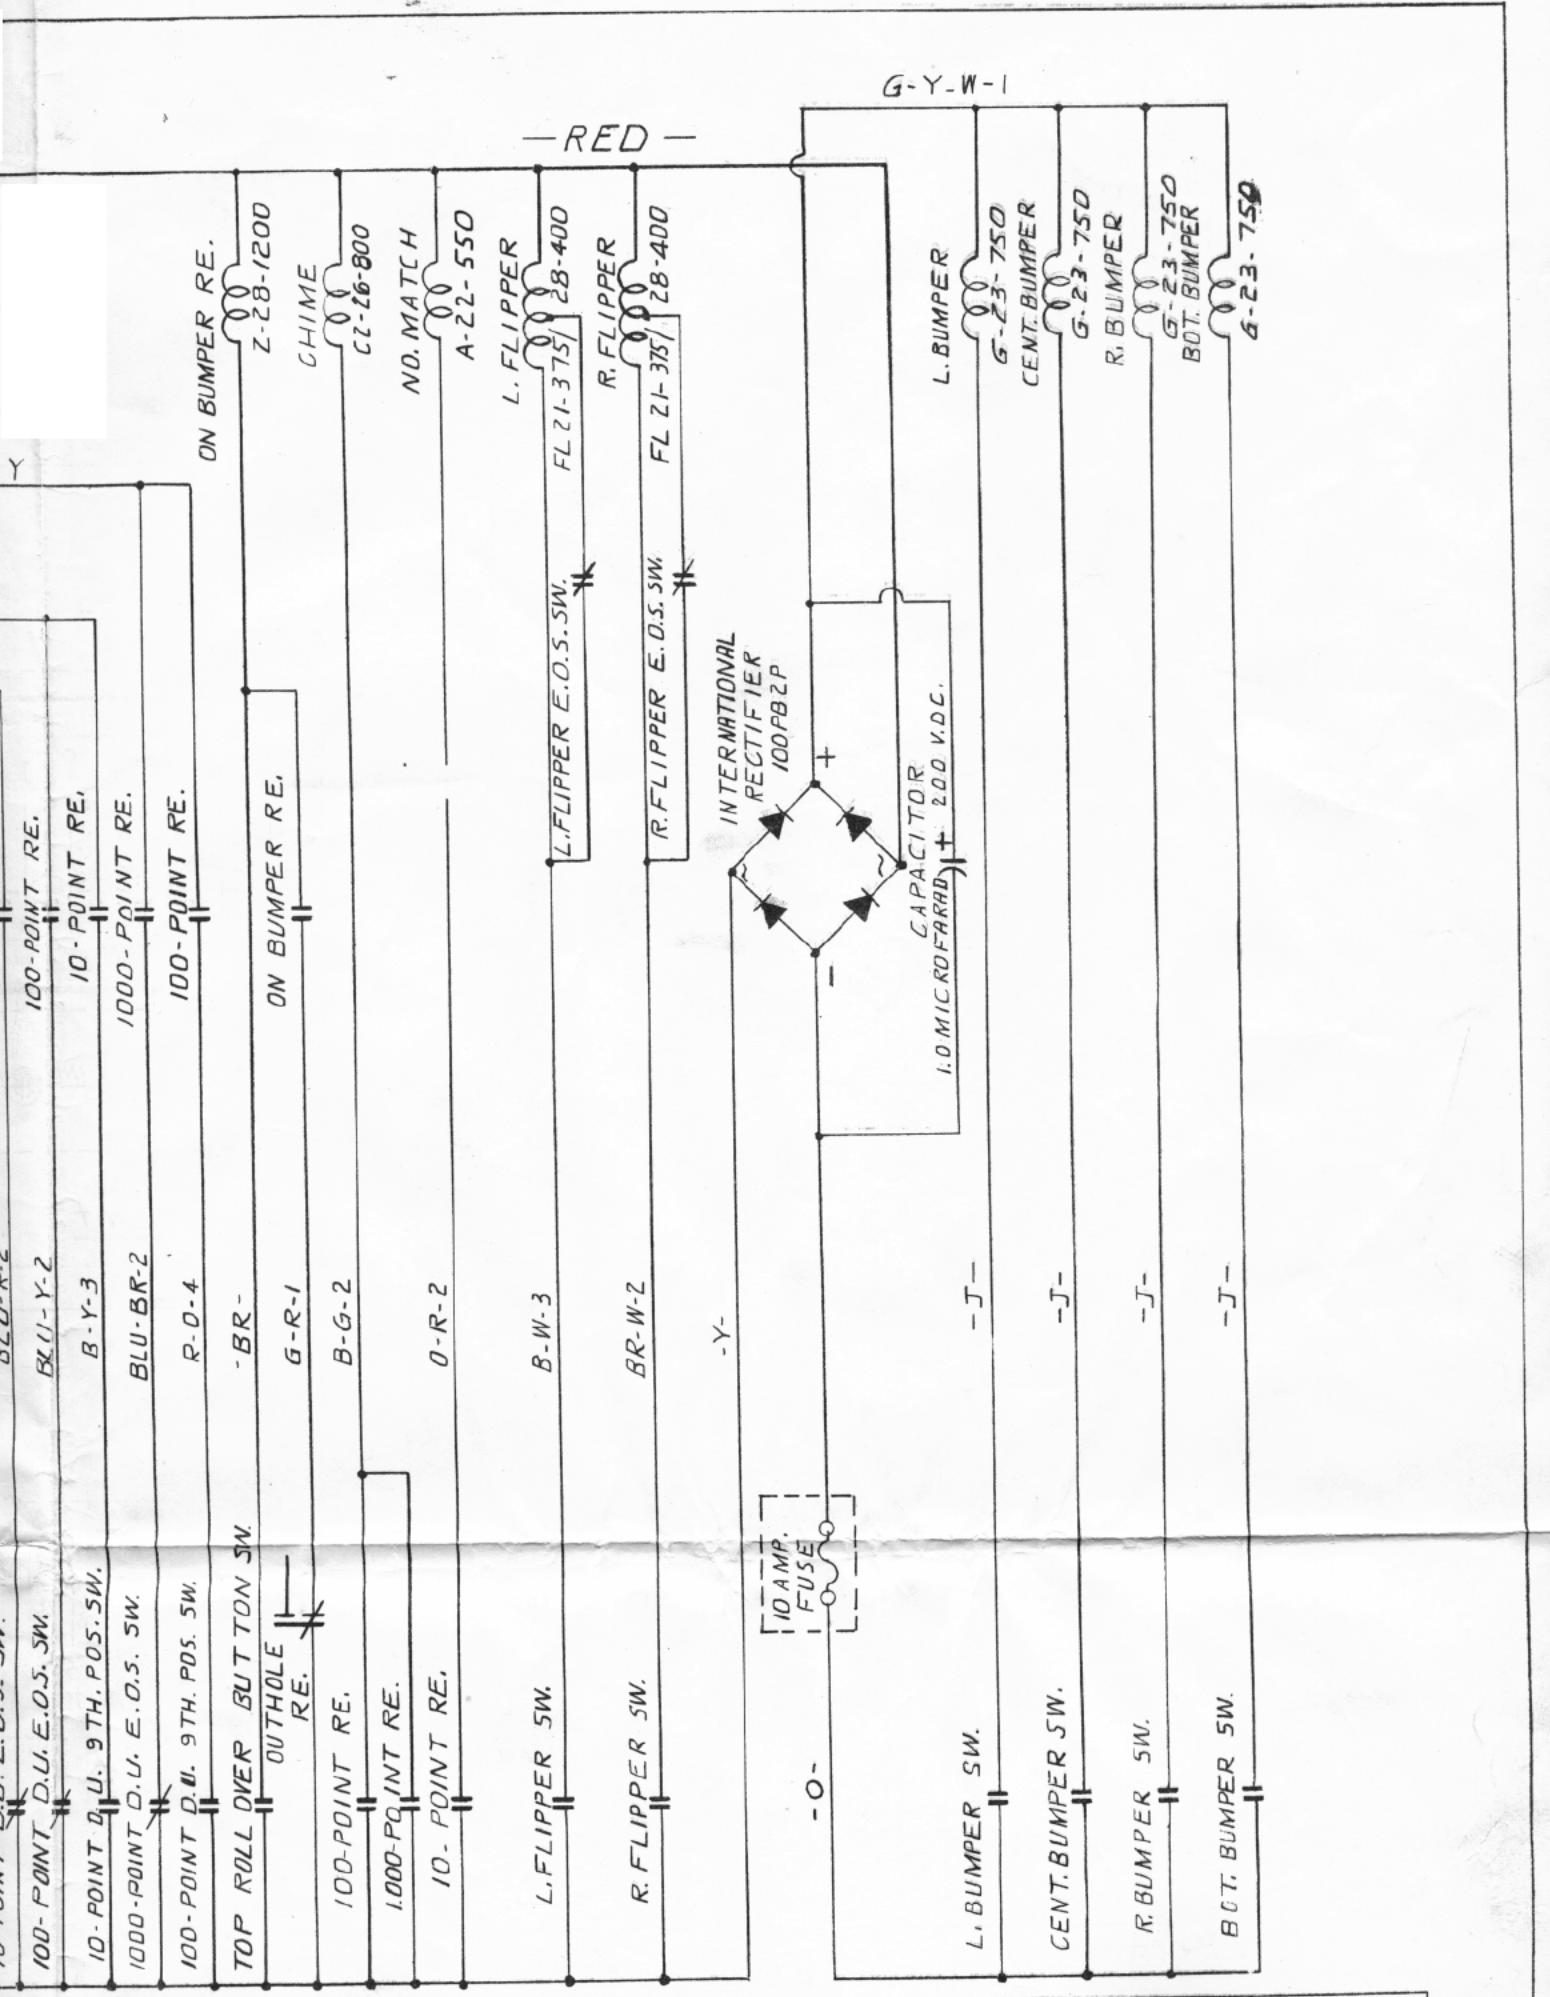 G-Y-W-1
—RED—
Y
ON BUMPER RE.
Z-28-1200
CHIME
CZ-26-800
NO. MATCH
A-22-550
L. FLIPPER
FL 21-375/28-400
R. FLIPPER
FL 21-375/28-400
L. BUMPER
G-23-750
CENT. BUMPER
G-23-750
R. BUMPER
G-23-750
BOT. BUMPER
G-23-750
100-POINT RE.
10-POINT RE.
1000-POINT RE.
100-POINT RE.
ON BUMPER RE.
L. FLIPPER E.O.S. SW.
R. FLIPPER E.O.S. SW.
INTERNATIONAL
RECTIFIER
100PB2P
+
~
~
−
CAPACITOR
1.0 MICROFARAD + 200 V.DC.
BLU-Y-2
B-Y-3
BLU-BR-2
R-O-4
-BR-
G-R-1
B-G-2
O-R-2
B-W-3
BR-W-2
-Y-
-J-
-J-
-J-
-J-
10 AMP.
FUSE
-O-
100-POINT D.U. E.O.S. SW.
10-POINT D.U. 9TH. POS. SW.
1000-POINT D.U. E.O.S. SW.
100-POINT D.U. 9TH. POS. SW.
TOP ROLL OVER BUTTON SW.
OUTHOLE
RE.
100-POINT RE.
1.000-POINT RE.
10-POINT RE.
L. FLIPPER SW.
R. FLIPPER SW.
L. BUMPER SW.
CENT. BUMPER SW.
R. BUMPER SW.
BOT. BUMPER SW.